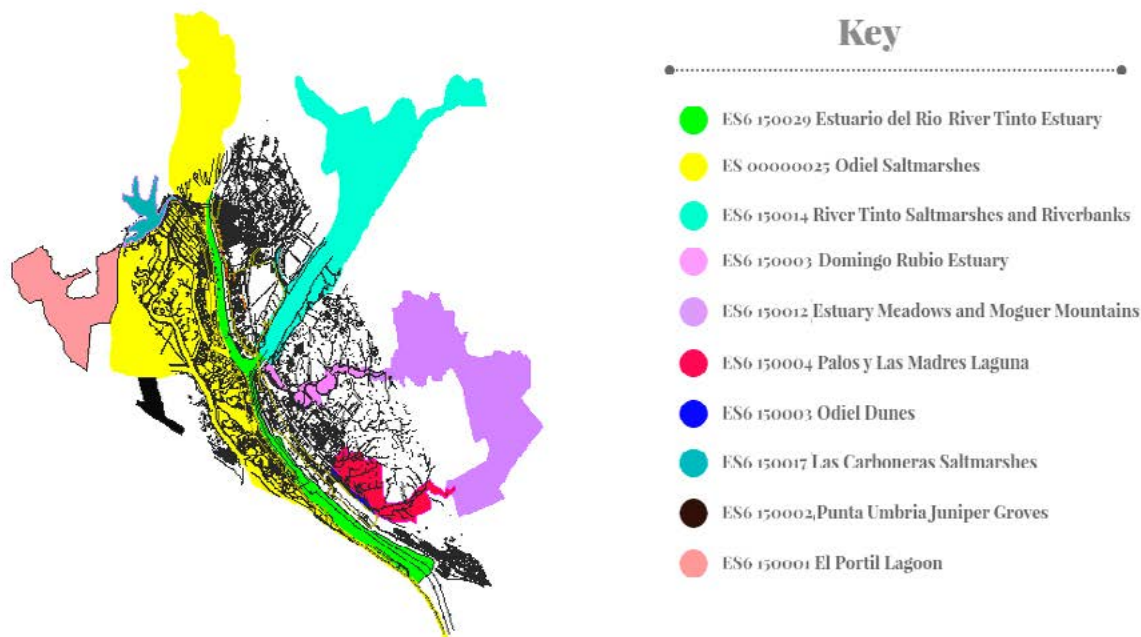 Key
ES6 150029 Estuario del Rio River Tinto Estuary
ES 00000025 Odiel Saltmarshes
ES6 150014 River Tinto Saltmarshes and Riverbanks
ES6 150003 Domingo Rubio Estuary
ES6 150012 Estuary Meadows and Moguer Mountains
ES6 150004 Palos y Las Madres Laguna
ES6 150003 Odiel Dunes
ES6 150017 Las Carboneras Saltmarshes
ES6 150002,Punta Umbria Juniper Groves
ES6 150001 El Portil Lagoon